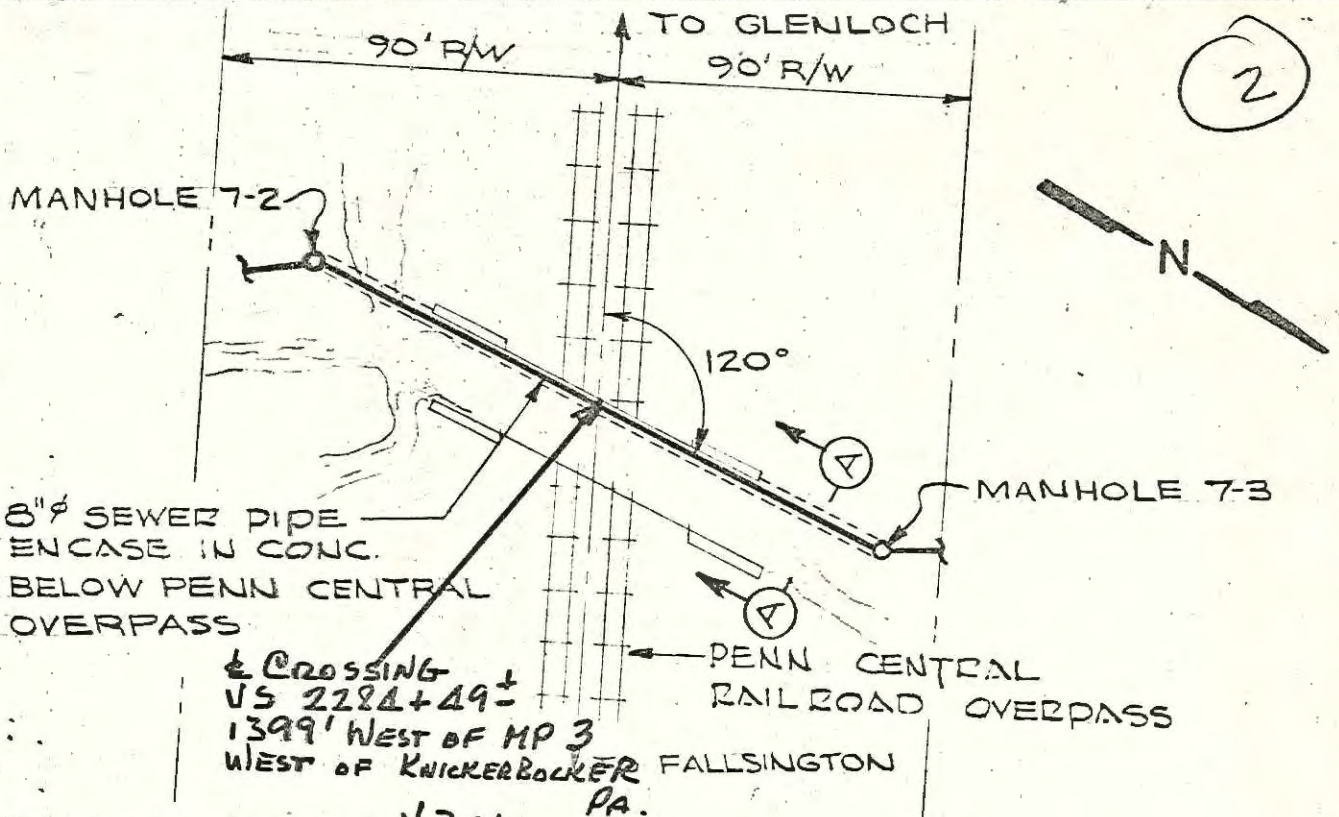 TO GLENLOCH
90' R/W
90' R/W
2
MANHOLE 7-2
N
120°
A
MANHOLE 7-3
8"⌀ SEWER PIPE
ENCASE IN CONC.
BELOW PENN CENTRAL
OVERPASS
A
PENN CENTRAL
RAILROAD OVERPASS
℄ CROSSING
VS 2284+49±
1399' WEST OF MP 3
WEST OF KNICKERBOCKER
PA.
FALLSINGTON